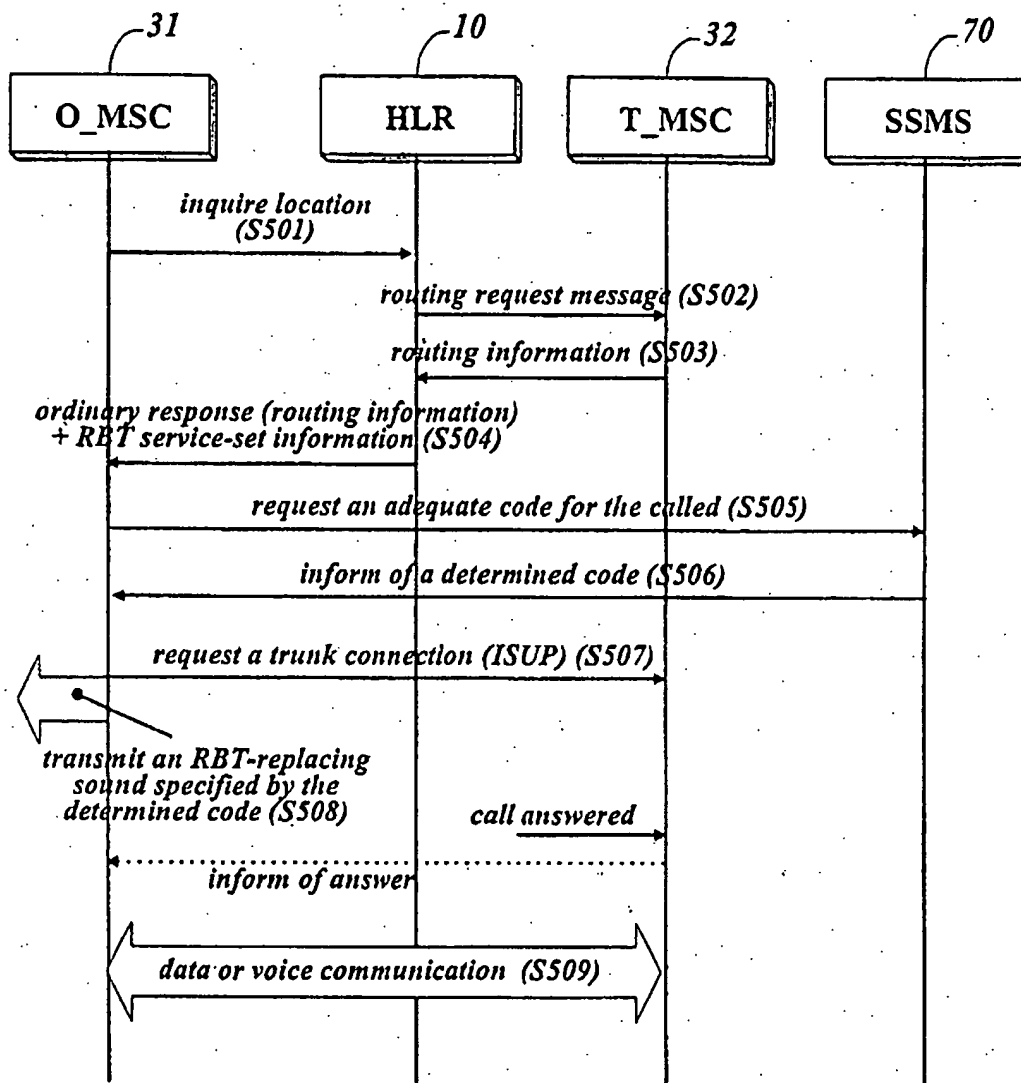 31
10
32
70
O_MSC
HLR
T_MSC
SSMS
inquire location
(S501)
routing request message (S502)
routing information (S503)
ordinary response (routing information)
+ RBT service-set information (S504)
request an adequate code for the called (S505)
inform of a determined code (S506)
request a trunk connection (ISUP) (S507)
transmit an RBT-replacing
sound specified by the
determined code (S508)
call answered
inform of answer
data or voice communication (S509)